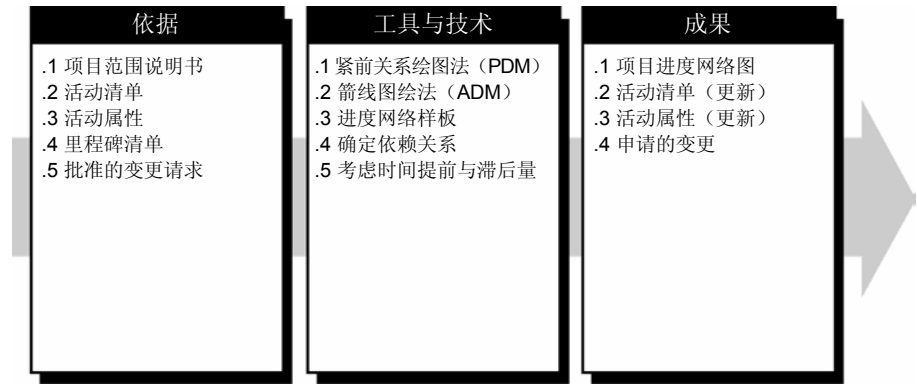 依据
.1 项目范围说明书
.2 活动清单
.3 活动属性
.4 里程碑清单
.5 批准的变更请求
工具与技术
.1 紧前关系绘图法（PDM）
.2 箭线图绘法（ADM）
.3 进度网络样板
.4 确定依赖关系
.5 考虑时间提前与滞后量
成果
.1 项目进度网络图
.2 活动清单（更新）
.3 活动属性（更新）
.4 申请的变更